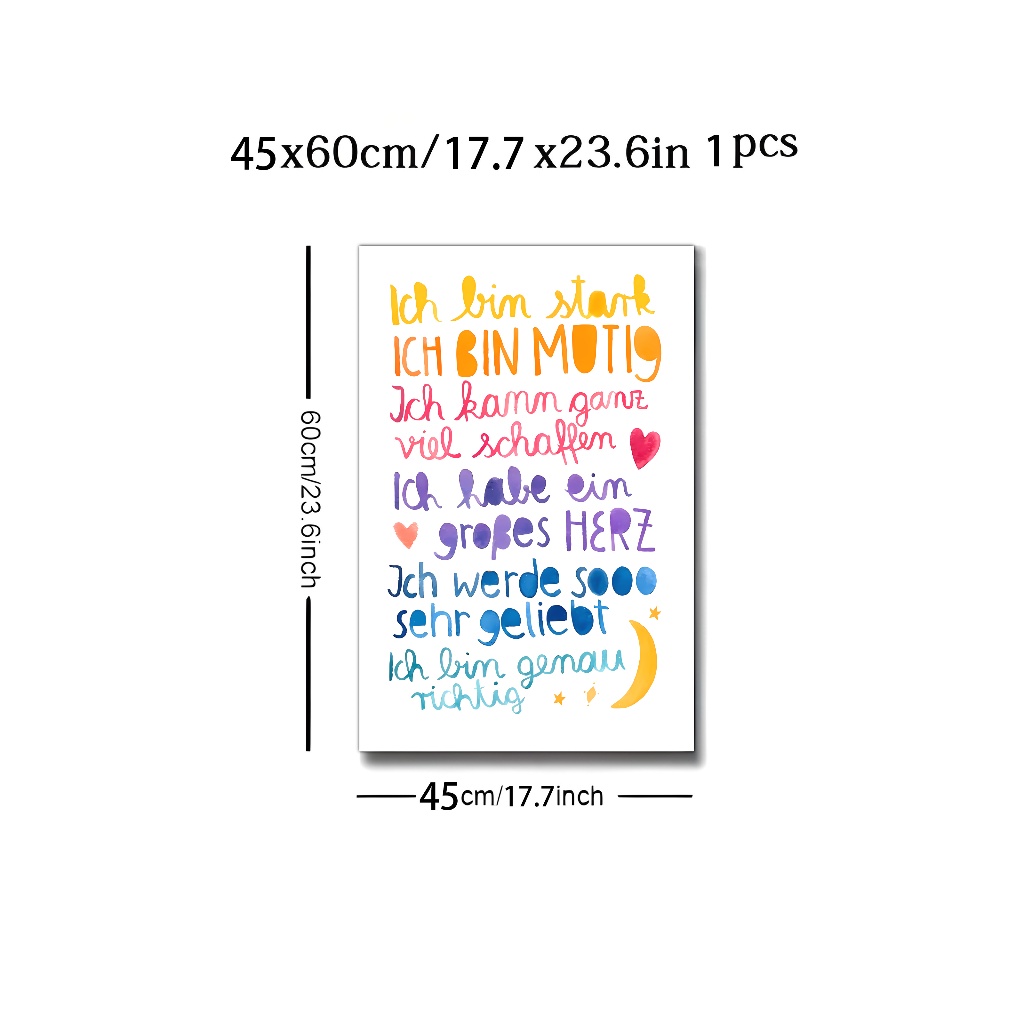 45x60cm/17.7 x23.6in 1pcs
60cm/23.6inch
Ich bin stark
ICH BIN MUTIg
Ich kann ganz
viel schaffen
Ich habe ein
großes HERZ
Ich werde sooo
sehr geliebt
Ich bin genau
richtig
45cm/17.7inch